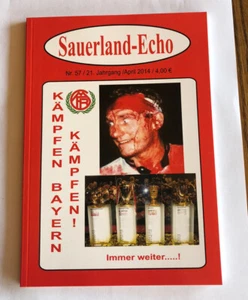 Sauerland-Echo
Nr. 57 / 21. Jahrgang /April 2014 / 4,00 €
KÄMPFEN BAYERN
KÄMPFEN!
Immer weiter.....!